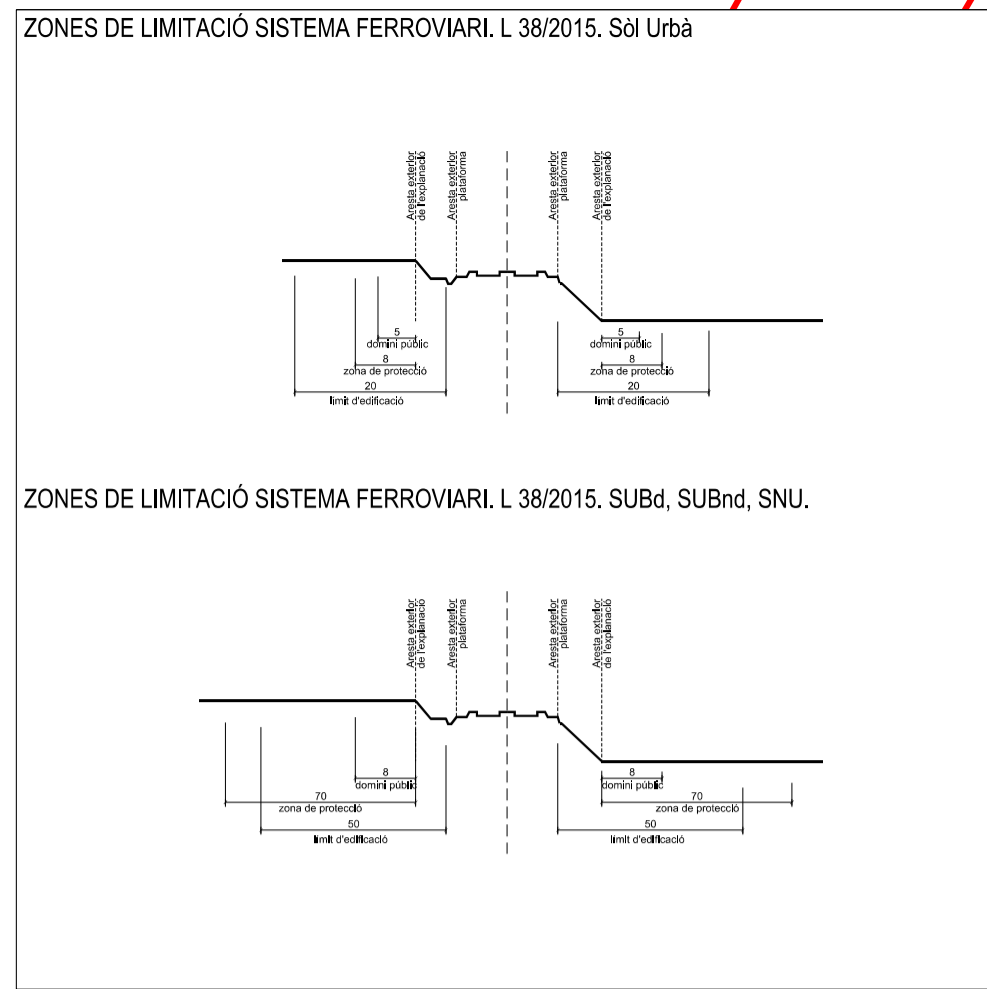 ZONES DE LIMITACIÓ SISTEMA FERROVIARI. L 38/2015. Sòl Urbà
Aresta exterior
de l'explanació
Aresta exterior
plataforma
Aresta exterior
plataforma
Aresta exterior
de l'explanació
5
domini públic
8
zona de protecció
20
límit d'edificació
5
domini públic
8
zona de protecció
20
límit d'edificació
ZONES DE LIMITACIÓ SISTEMA FERROVIARI. L 38/2015. SUBd, SUBnd, SNU.
Aresta exterior
de l'explanació
Aresta exterior
plataforma
Aresta exterior
plataforma
Aresta exterior
de l'explanació
8
domini públic
70
zona de protecció
50
límit d'edificació
8
domini públic
70
zona de protecció
50
límit d'edificació